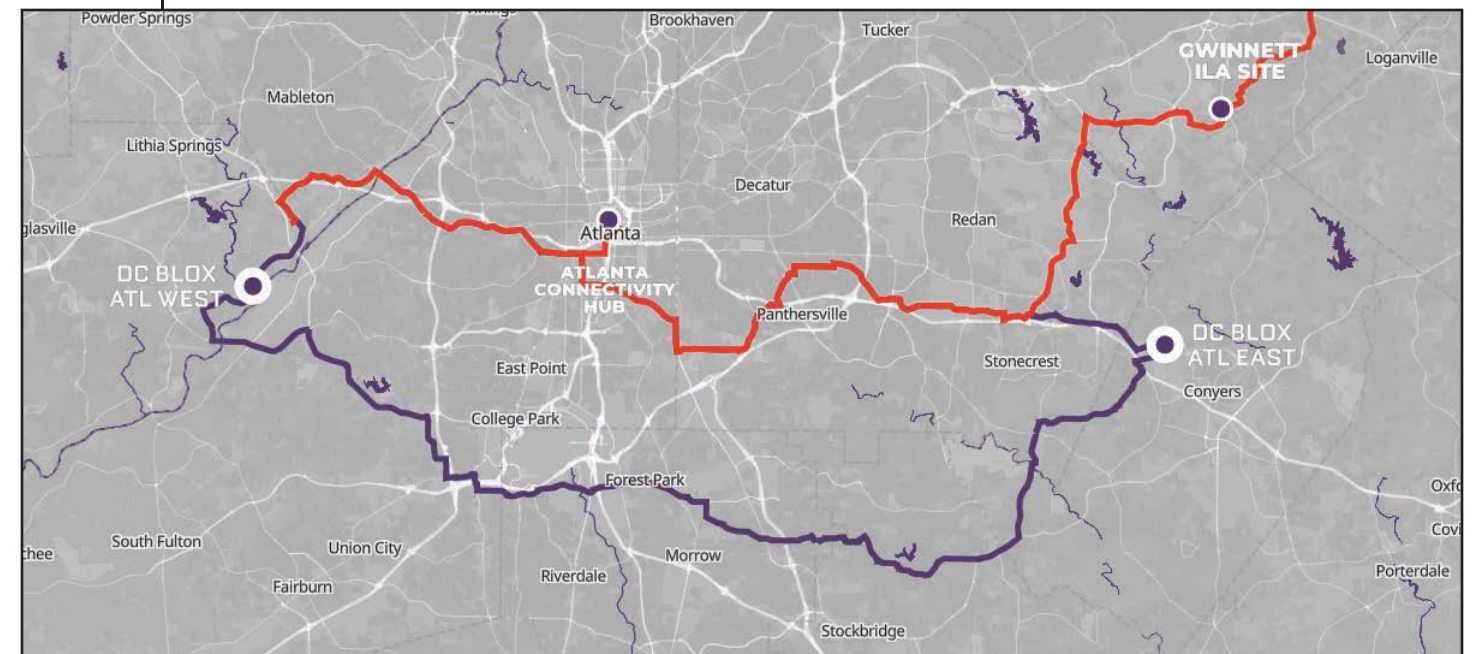 Powder Springs
Brookhaven
Tucker
GWINNETT
ILA SITE
Loganville
Mableton
Lithia Springs
Decatur
Redan
glasville
Atlanta
DC BLOX
ATL WEST
ATLANTA
CONNECTIVITY
HUB
Panthersville
DC BLOX
ATL EAST
Stonecrest
East Point
Conyers
College Park
Forest Park
Oxfo
Covi
South Fulton
Union City
Morrow
chee
Riverdale
Porterdale
Fairburn
Stockbridge